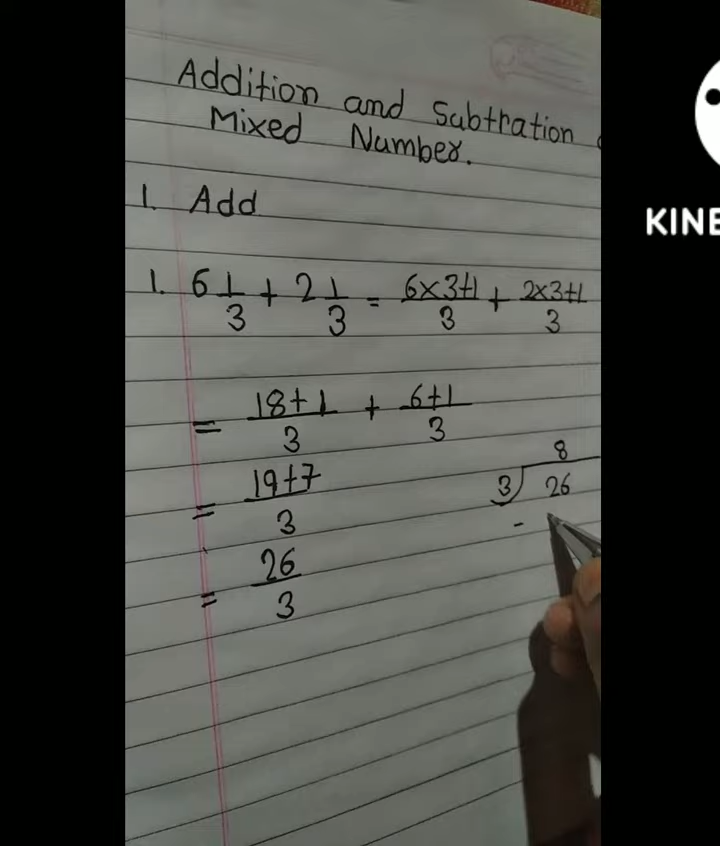 Addition and Subtration
Mixed Number.
1. Add
1. 6 1/3 + 2 1/3 = 6×3+1/3 + 2×3+1/3
= 18+1/3 + 6+1/3
= 19+7/3
= 26/3
8
3) 26
-
KINE